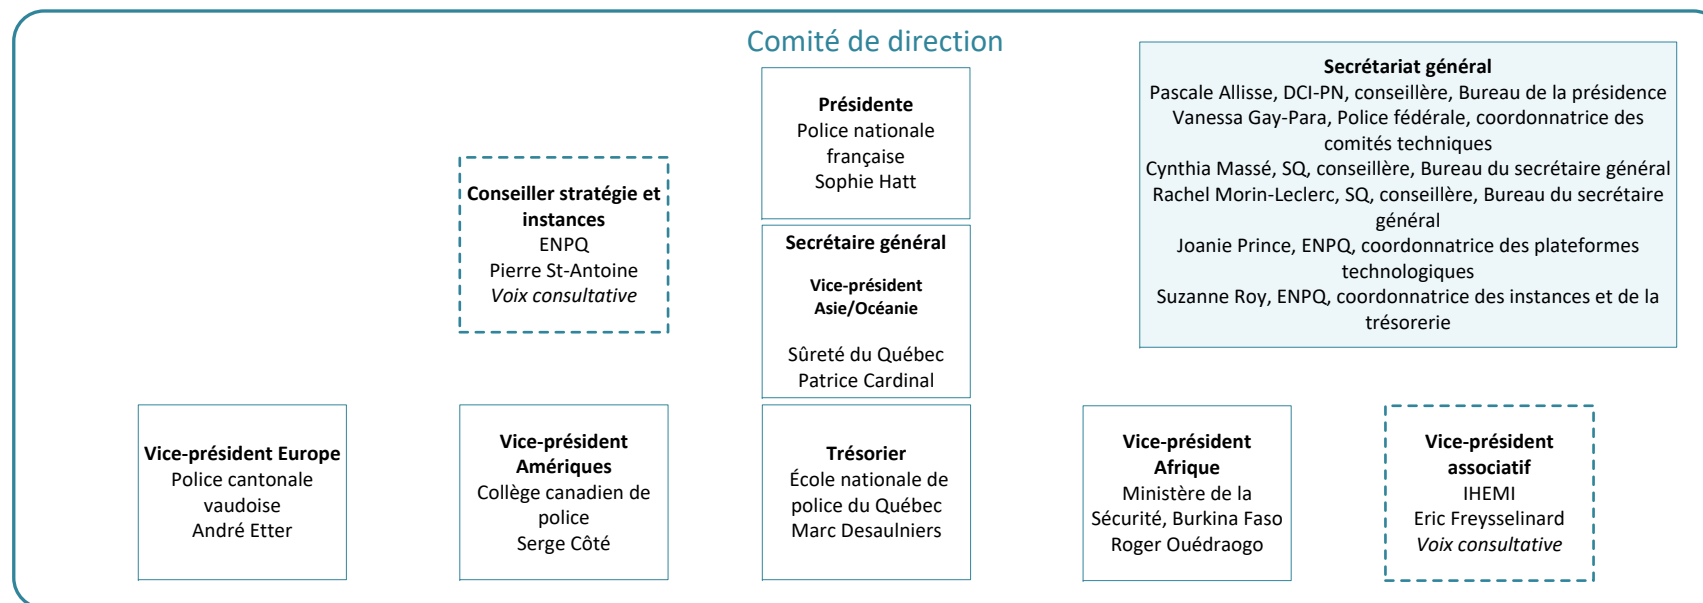 Comité de direction
Présidente
Police nationale
française
Sophie Hatt
Secrétariat général
Pascale Allisse, DCI-PN, conseillère, Bureau de la présidence
Vanessa Gay-Para, Police fédérale, coordonnatrice des
comités techniques
Cynthia Massé, SQ, conseillère, Bureau du secrétaire général
Rachel Morin-Leclerc, SQ, conseillère, Bureau du secrétaire
général
Joanie Prince, ENPQ, coordonnatrice des plateformes
technologiques
Suzanne Roy, ENPQ, coordonnatrice des instances et de la
trésorerie
Conseiller stratégie et
instances
ENPQ
Pierre St-Antoine
Voix consultative
Secrétaire général
Vice-président
Asie/Océanie
Sûreté du Québec
Patrice Cardinal
Vice-président Europe
Police cantonale
vaudoise
André Etter
Vice-président
Amériques
Collège canadien de
police
Serge Côté
Trésorier
École nationale de
police du Québec
Marc Desaulniers
Vice-président
Afrique
Ministère de la
Sécurité, Burkina Faso
Roger Ouédraogo
Vice-président
associatif
IHEMI
Eric Freysselinard
Voix consultative